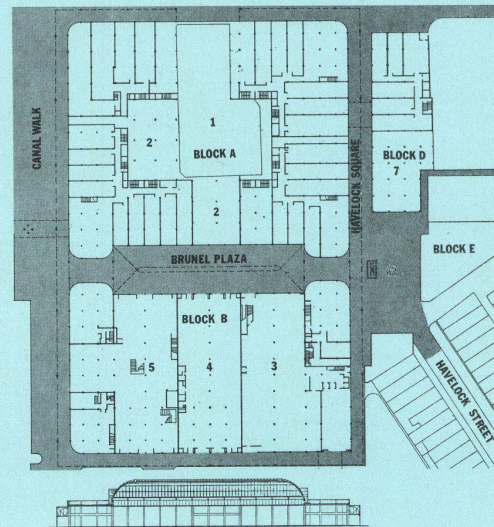 1
BLOCK A
2
CANAL WALK
HAVELOCK SQUARE
BLOCK D
7
2
BRUNEL PLAZA
BLOCK E
BLOCK B
5
4
3
HAVELOCK STREET